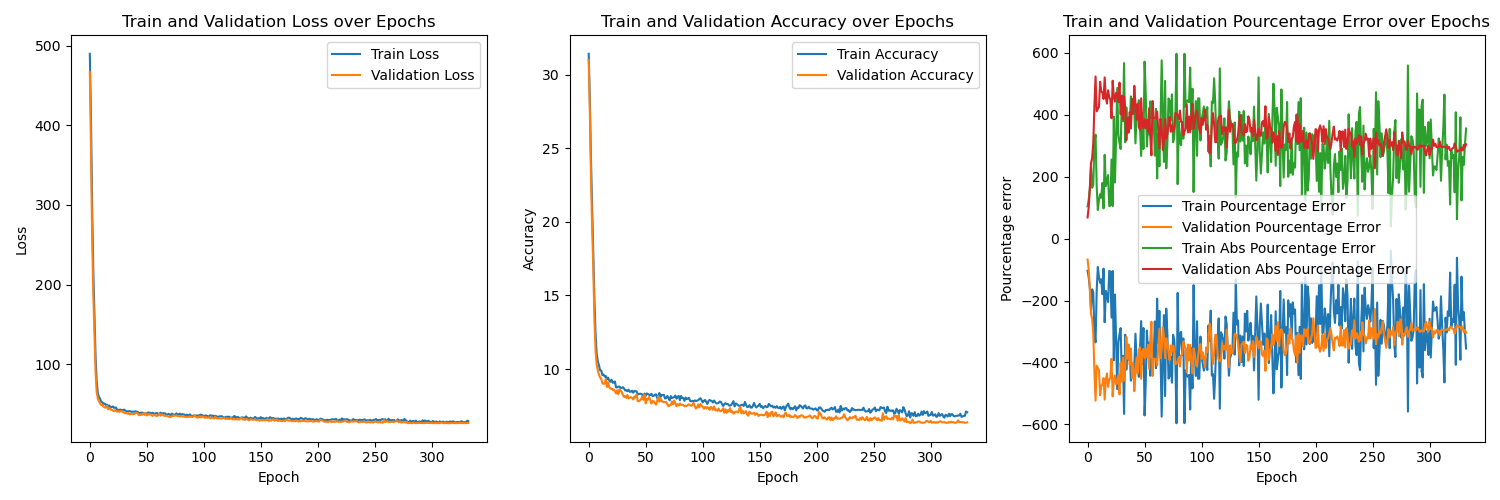 Train and Validation Loss over Epochs
500
400
300
200
100
0
50
100
150
200
250
300
Loss
Epoch
Train Loss
Validation Loss
Train and Validation Accuracy over Epochs
30
25
20
15
10
0
50
100
150
200
250
300
Accuracy
Epoch
Train Accuracy
Validation Accuracy
Train and Validation Pourcentage Error over Epochs
600
400
200
0
−200
−400
−600
0
50
100
150
200
250
300
Pourcentage error
Epoch
Train Pourcentage Error
Validation Pourcentage Error
Train Abs Pourcentage Error
Validation Abs Pourcentage Error